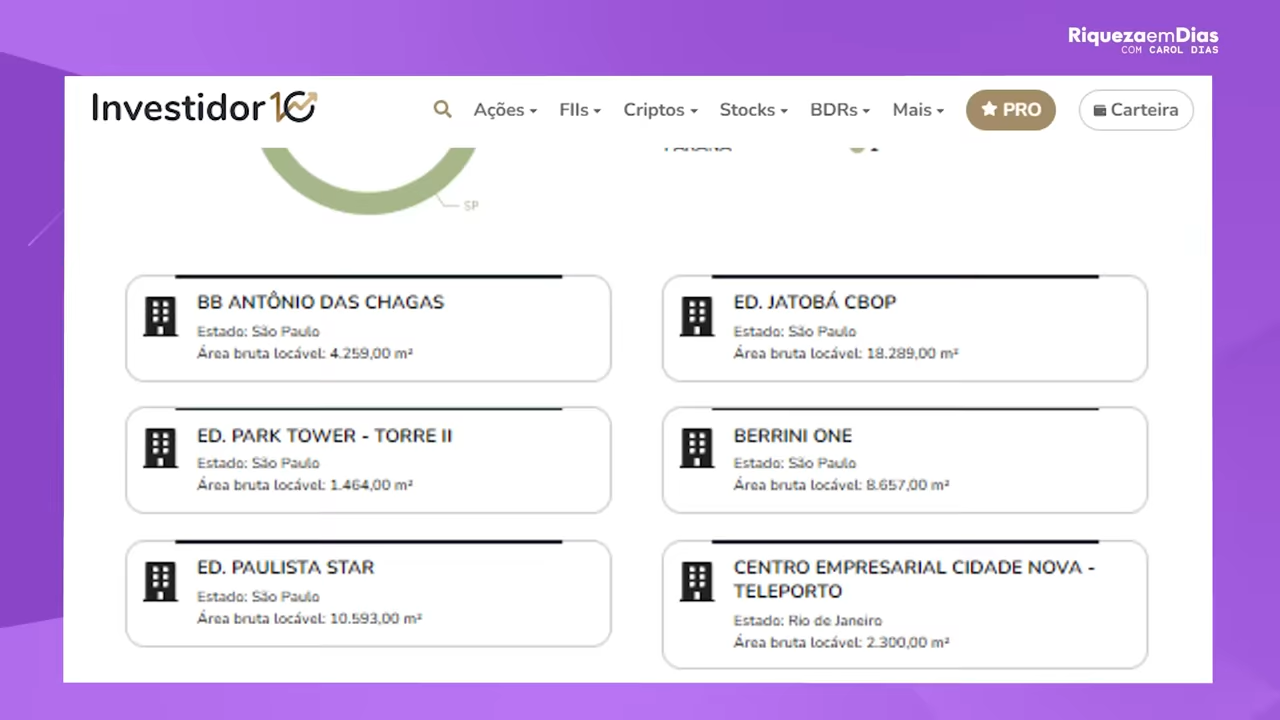 RiquezaemDias
COM CAROL DIAS
Investidor 10
Ações
FIIs
Criptos
Stocks
BDRs
Mais
PRO
Carteira
SP
BB ANTÔNIO DAS CHAGAS
Estado: São Paulo
Área bruta locável: 4.259,00 m²
ED. JATOBÁ CBOP
Estado: São Paulo
Área bruta locável: 18.289,00 m²
ED. PARK TOWER - TORRE II
Estado: São Paulo
Área bruta locável: 1.464,00 m²
BERRINI ONE
Estado: São Paulo
Área bruta locável: 8.657,00 m²
ED. PAULISTA STAR
Estado: São Paulo
Área bruta locável: 10.593,00 m²
CENTRO EMPRESARIAL CIDADE NOVA -
TELEPORTO
Estado: Rio de Janeiro
Área bruta locável: 2.300,00 m²